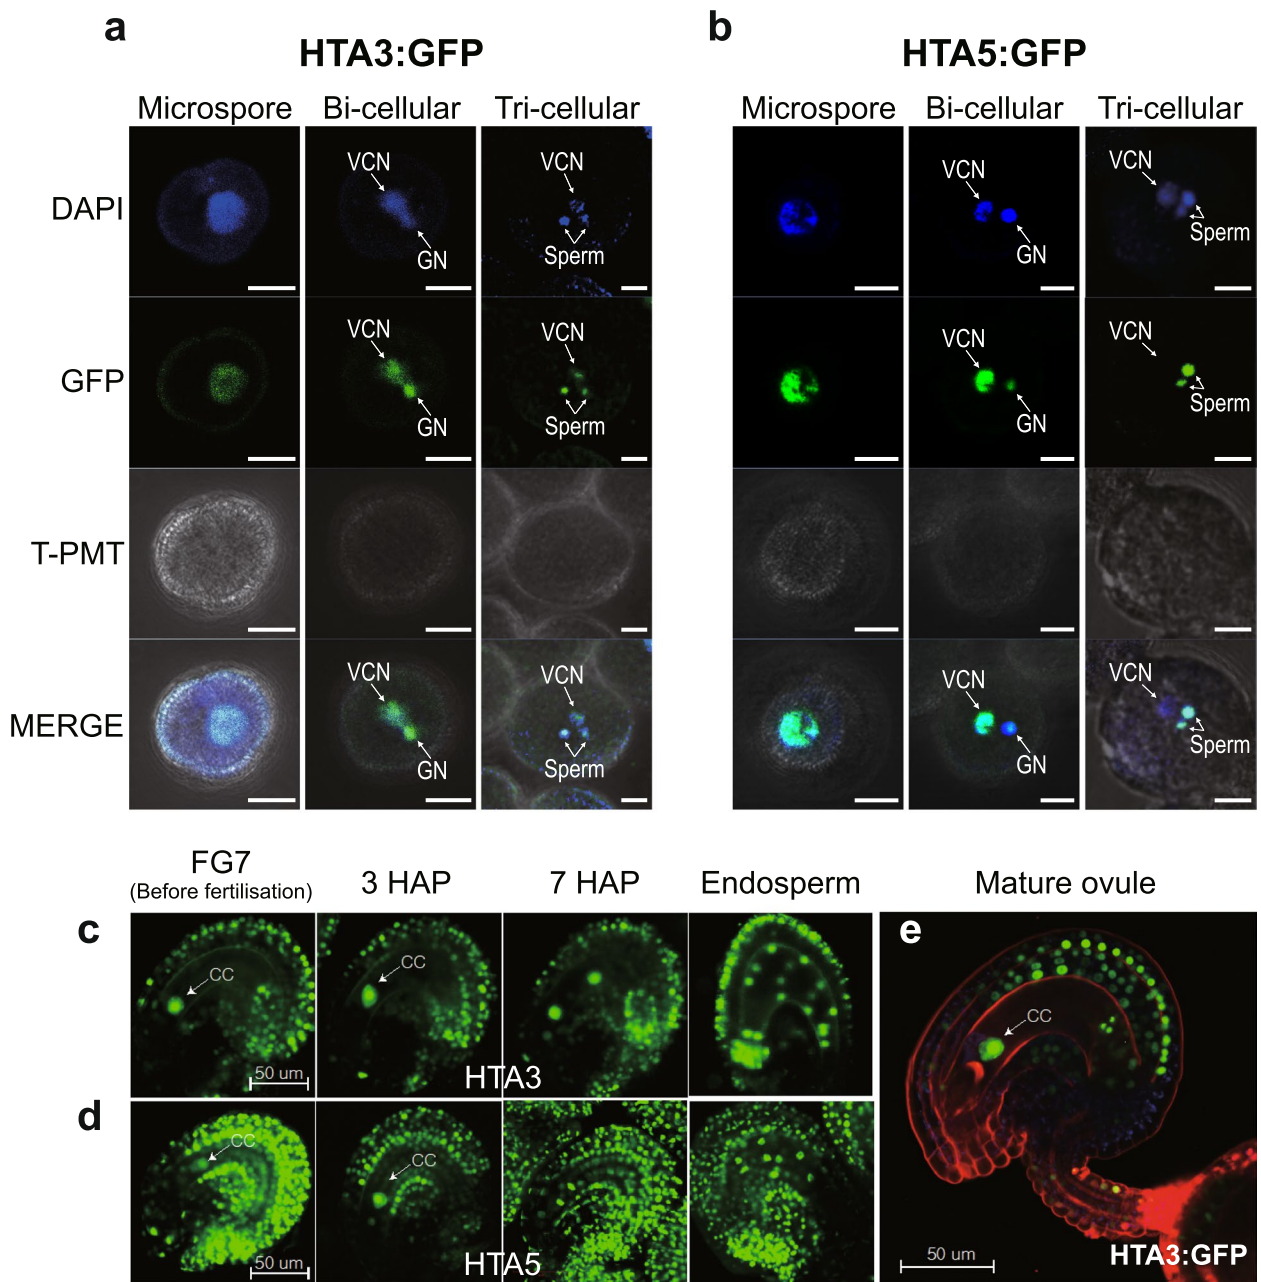 a
HTA3:GFP
b
HTA5:GFP
Microspore Bi-cellular Tri-cellular
Microspore Bi-cellular Tri-cellular
DAPI
VCN
GN
VCN
Sperm
VCN
GN
VCN
Sperm
GFP
VCN
GN
VCN
Sperm
VCN
GN
VCN
Sperm
T-PMT
MERGE
VCN
GN
VCN
Sperm
VCN
GN
VCN
Sperm
FG7
(Before fertilisation)
3 HAP
7 HAP
Endosperm
Mature ovule
c
CC
50 um
CC
HTA3
d
CC
50 um
CC
HTA5
e
CC
50 um
HTA3:GFP